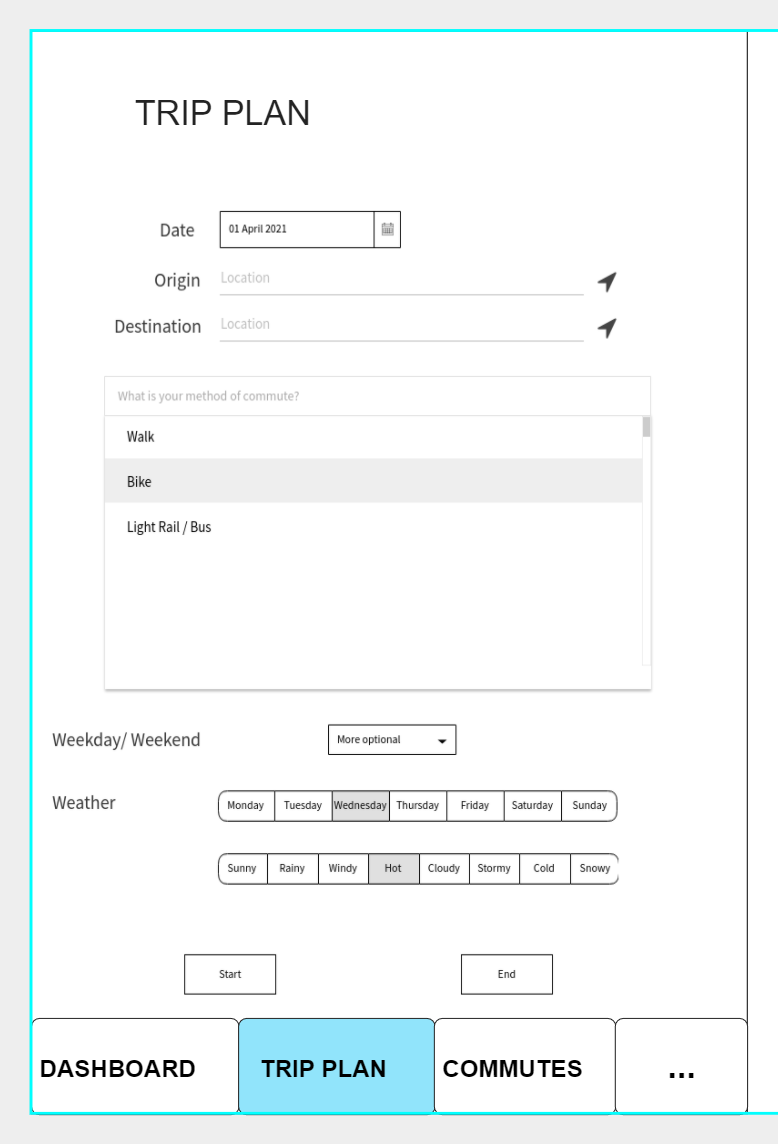 TRIP PLAN
Date 01 April 2021
Origin Location
Destination Location
What is your method of commute?
Walk
Bike
Light Rail / Bus
Weekday/ Weekend More optional
Weather Monday Tuesday Wednesday Thursday Friday Saturday Sunday
Sunny Rainy Windy Hot Cloudy Stormy Cold Snowy
Start End
DASHBOARD TRIP PLAN COMMUTES ...